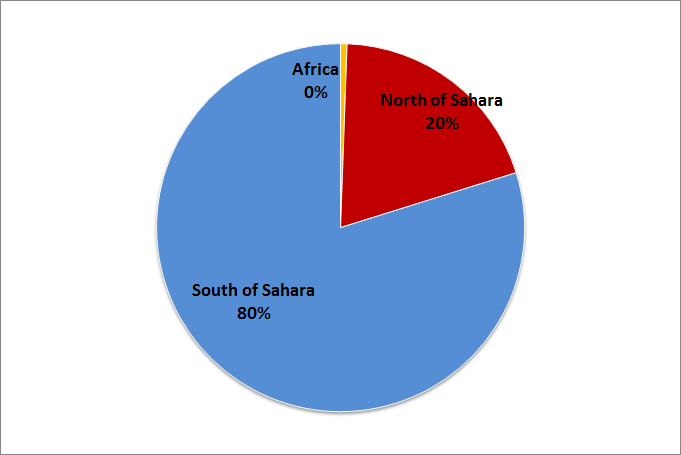 Africa
0%
North of Sahara
20%
South of Sahara
80%